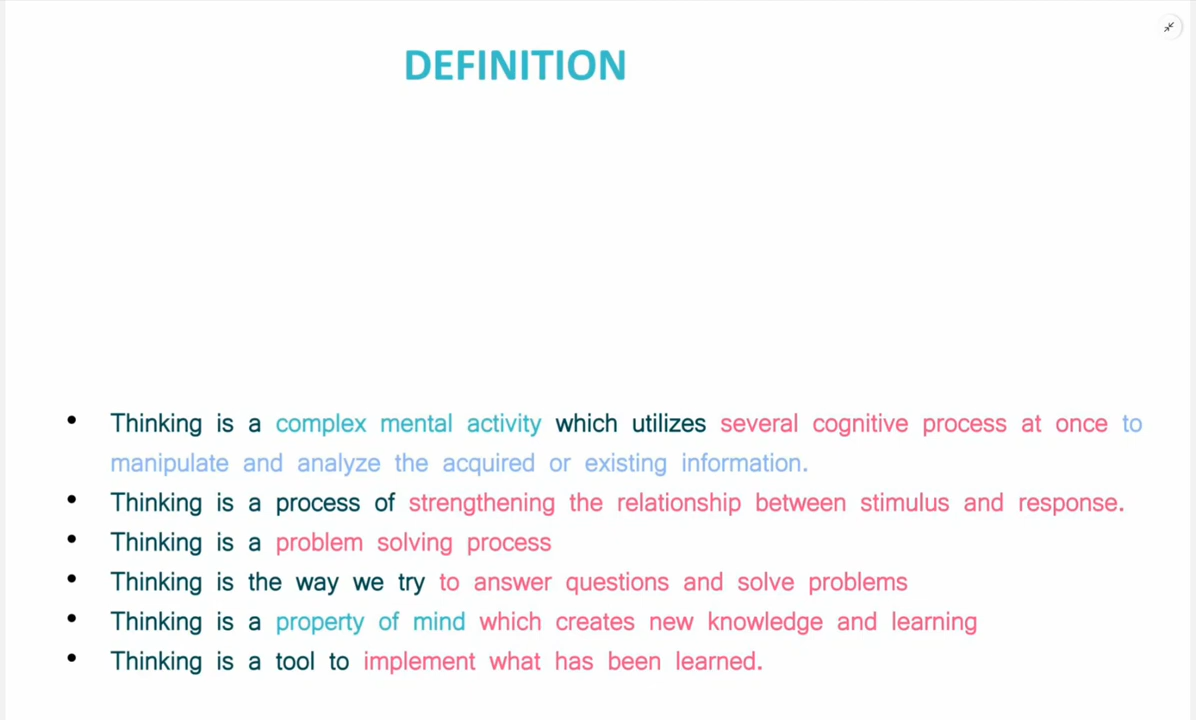 DEFINITION
• Thinking is a complex mental activity which utilizes several cognitive process at once to
manipulate and analyze the acquired or existing information.
• Thinking is a process of strengthening the relationship between stimulus and response.
• Thinking is a problem solving process
• Thinking is the way we try to answer questions and solve problems
• Thinking is a property of mind which creates new knowledge and learning
• Thinking is a tool to implement what has been learned.